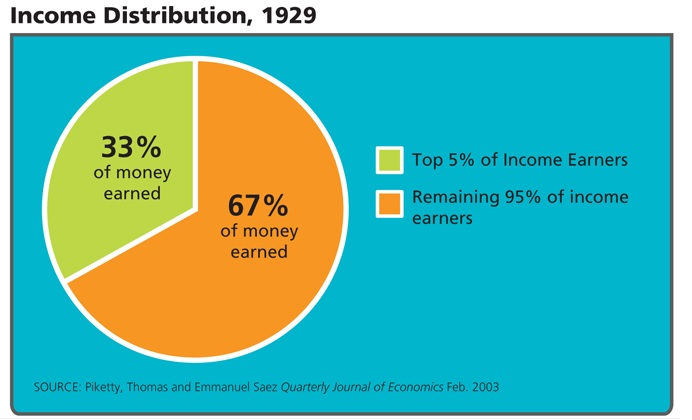 Income Distribution, 1929
33%
of money
earned
67%
of money
earned
Top 5% of Income Earners
Remaining 95% of income
earners
SOURCE: Piketty, Thomas and Emmanuel Saez Quarterly Journal of Economics Feb. 2003